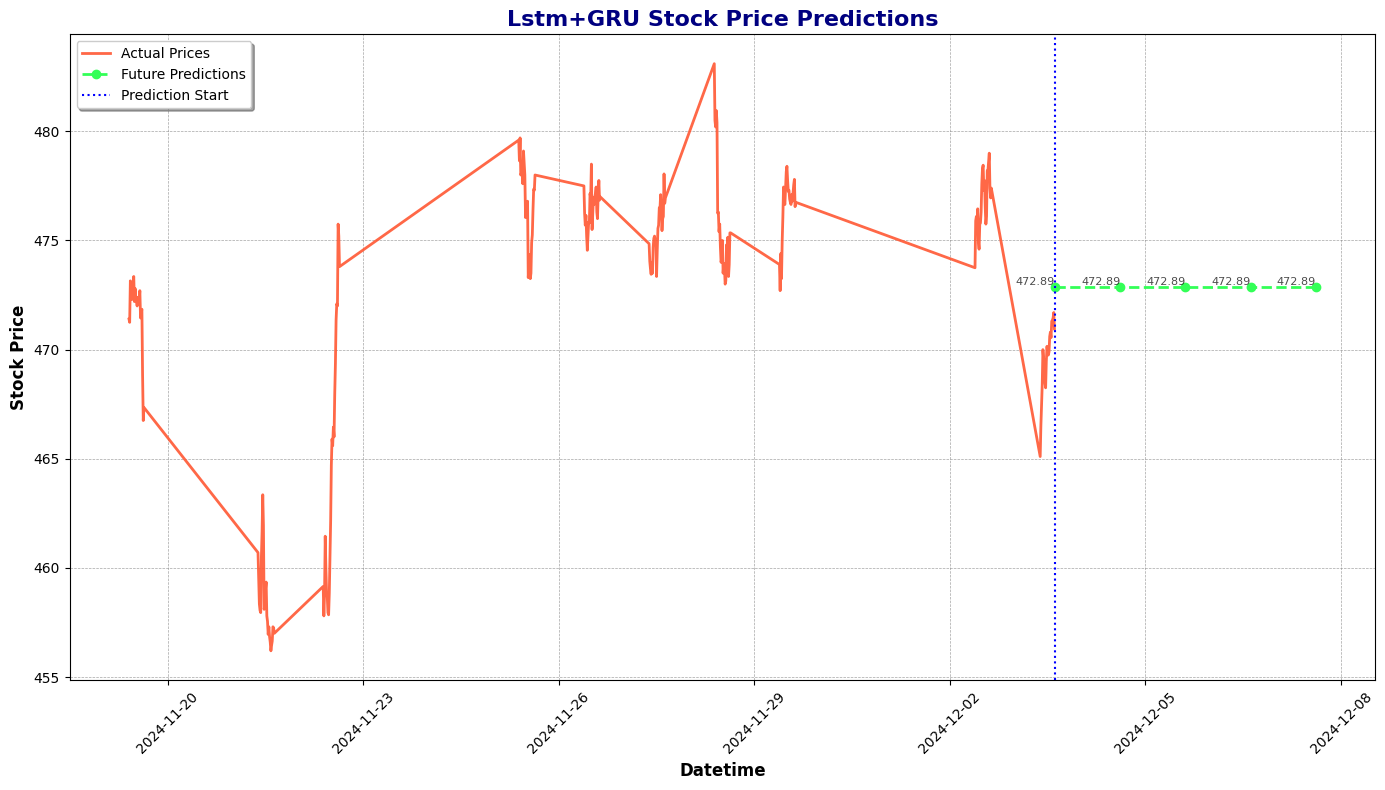 Lstm+GRU Stock Price Predictions
Actual Prices
Future Predictions
Prediction Start
Stock Price
480
475
470
465
460
455
472.89 472.89 472.89 472.89 472.89
2024-11-20 2024-11-23 2024-11-26 2024-11-29 2024-12-02 2024-12-05 2024-12-08
Datetime